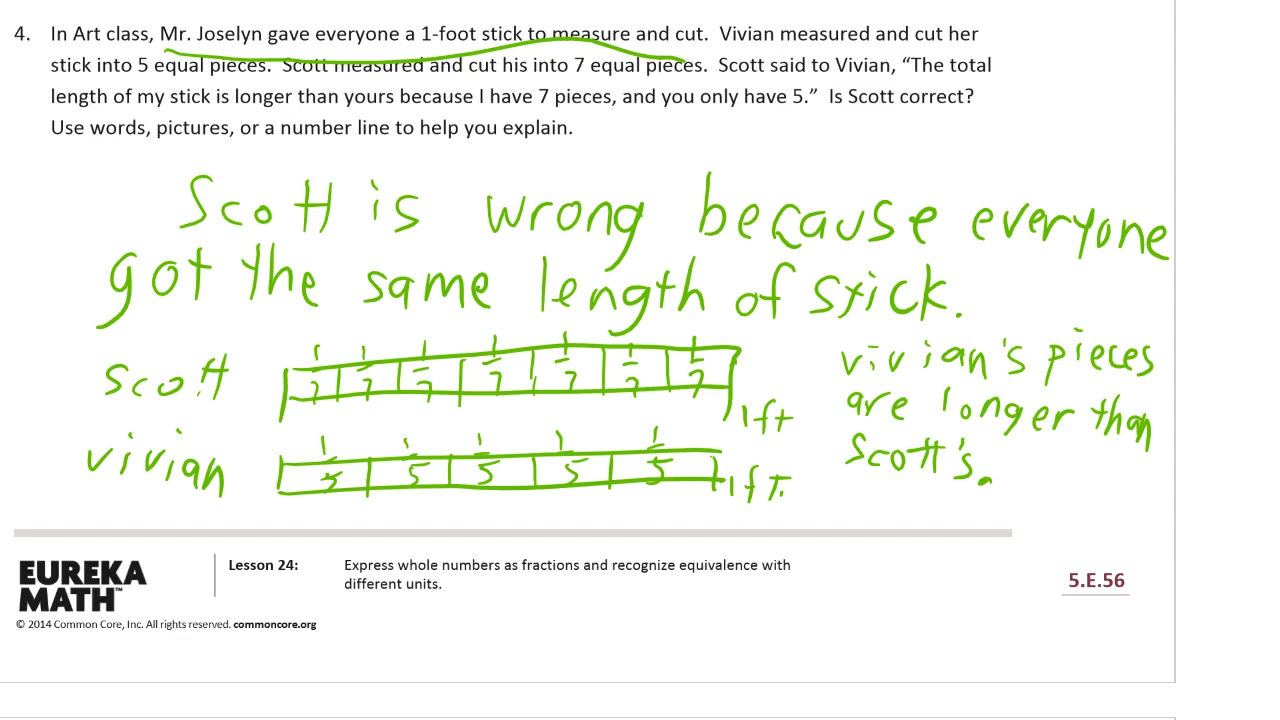 4. In Art class, Mr. Joselyn gave everyone a 1-foot stick to measure and cut. Vivian measured and cut her
stick into 5 equal pieces. Scott measured and cut his into 7 equal pieces. Scott said to Vivian, “The total
length of my stick is longer than yours because I have 7 pieces, and you only have 5.” Is Scott correct?
Use words, pictures, or a number line to help you explain.
Scott is wrong because everyone
got the same length of stick.
Scott 1/7 1/7 1/7 1/7 1/7 1/7 1/7 1ft
vivian 1/5 1/5 1/5 1/5 1/5 1ft.
vivian's pieces
are longer than
Scott's.
EUREKA
MATH™
Lesson 24: Express whole numbers as fractions and recognize equivalence with
different units.
5.E.56
© 2014 Common Core, Inc. All rights reserved. commoncore.org